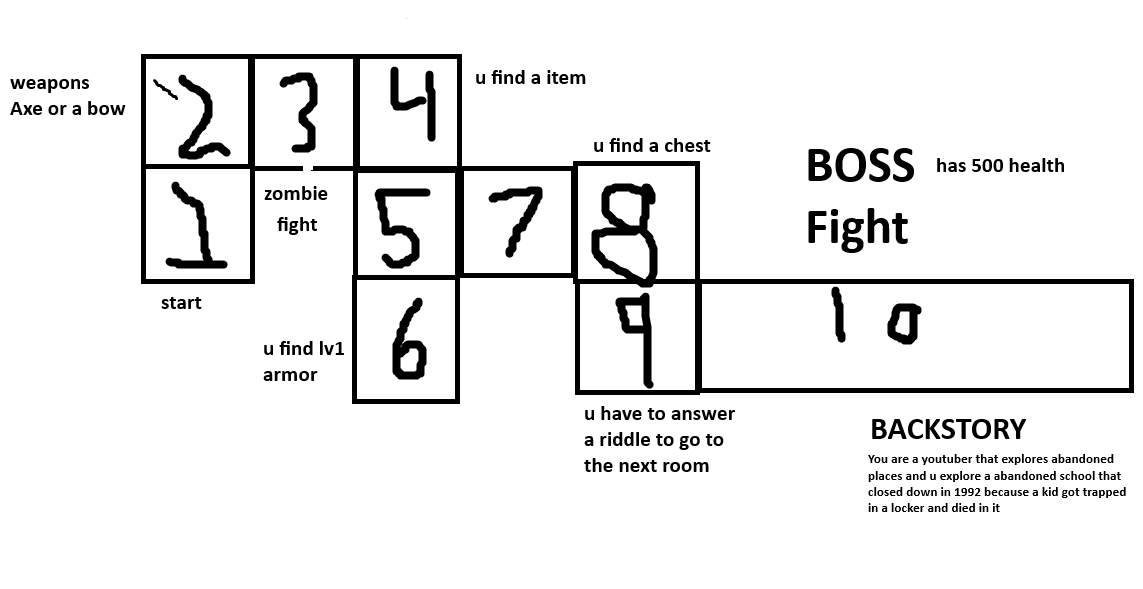 weapons
Axe or a bow
2
3
4
u find a item
u find a chest
BOSS
has 500 health
Fight
1
zombie
fight
5
7
8
start
u find lv1
armor
6
9
10
u have to answer
a riddle to go to
the next room
BACKSTORY
You are a youtuber that explores abandoned
places and u explore a abandoned school that
closed down in 1992 because a kid got trapped
in a locker and died in it